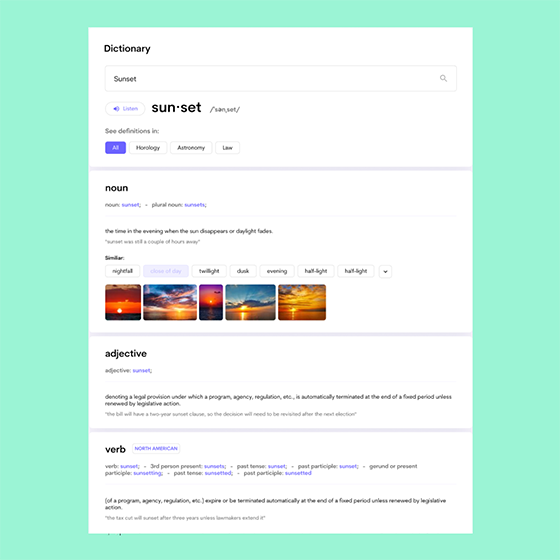 Dictionary
Sunset
Listen
sun·set
/ˈsənˌset/
See definitions in:
All
Horology
Astronomy
Law
noun
noun: sunset; - plural noun: sunsets;
the time in the evening when the sun disappears or daylight fades.
"sunset was still a couple of hours away"
Similar:
nightfall
close of day
twillight
dusk
evening
half-light
half-light
adjective
adjective: sunset;
denoting a legal provision under which a program, agency, regulation, etc., is automatically terminated at the end of a fixed period unless
renewed by legislative action.
"the bill will have a two-year sunset clause, so the decision will need to be revisited after the next election"
verb
NORTH AMERICAN
verb: sunset; - 3rd person present: sunsets; - past tense: sunset; - past participle: sunset; - gerund or present
participle: sunsetting; - past tense: sunsetted; - past participle: sunsetted
(of a program, agency, regulation, etc.) expire or be terminated automatically at the end of a fixed period unless renewed by legislative
action.
"the tax cut will sunset after three years unless lawmakers extend it"